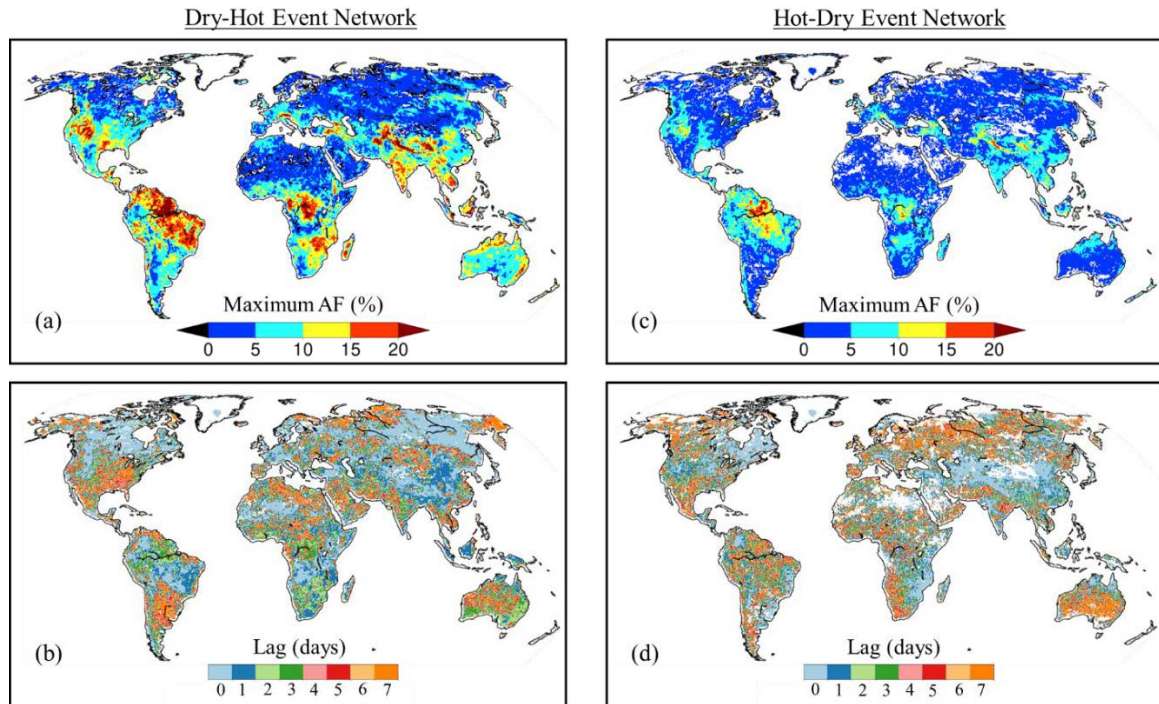 Dry-Hot Event Network
Hot-Dry Event Network
Maximum AF (%)
(a)
0 5 10 15 20
Maximum AF (%)
(c)
0 5 10 15 20
Lag (days)
(b)
0 1 2 3 4 5 6 7
Lag (days)
(d)
0 1 2 3 4 5 6 7